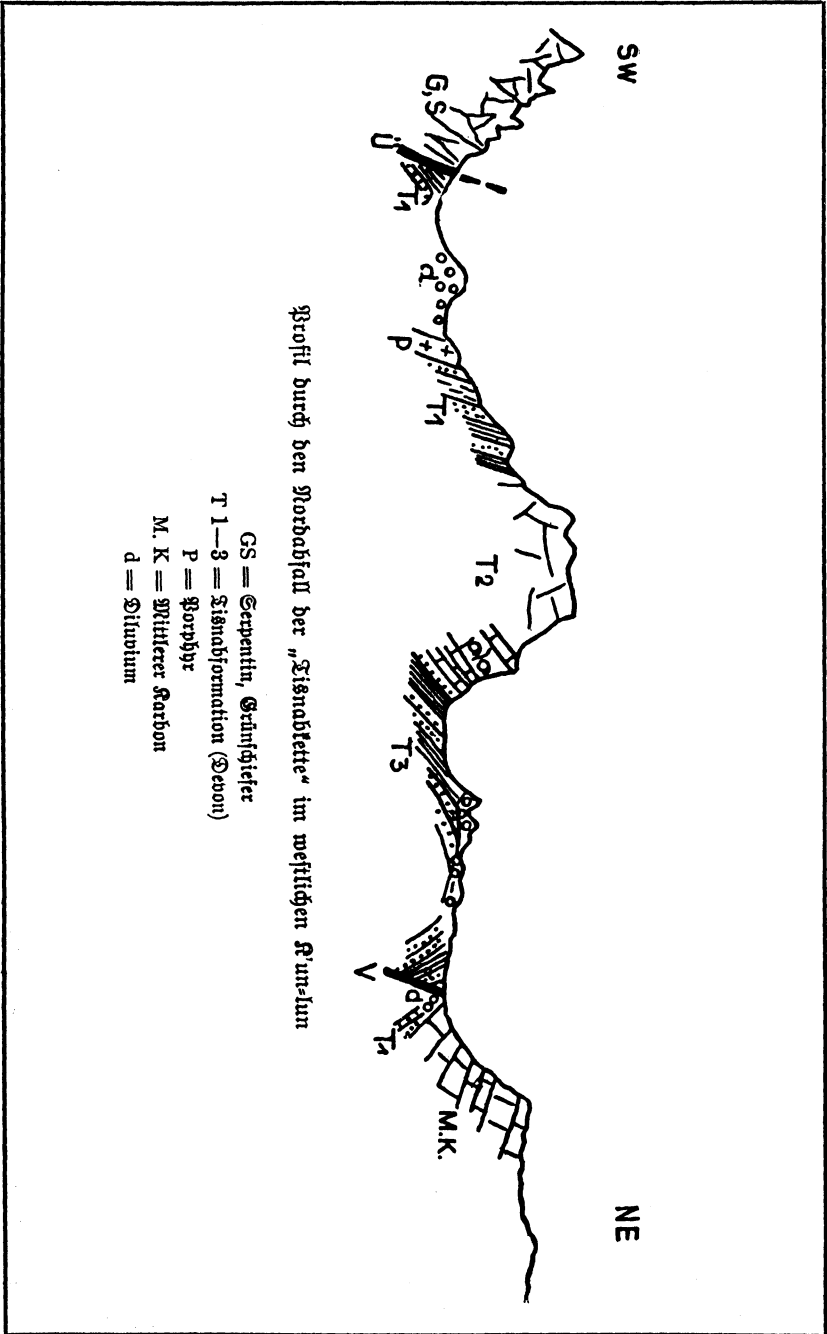 SW
NE
G,S
Ü
T1
d
P
T1
T2
T3
V
d
T1
M.K.
Profil durch den Nordabfall der „Tisnabkette“ im westlichen K'un=lun
GS = Serpentin, Grünschiefer
T 1—3 = Tisnabformation (Devon)
P = Porphyr
M. K = Mittlerer Karbon
d = Diluvium